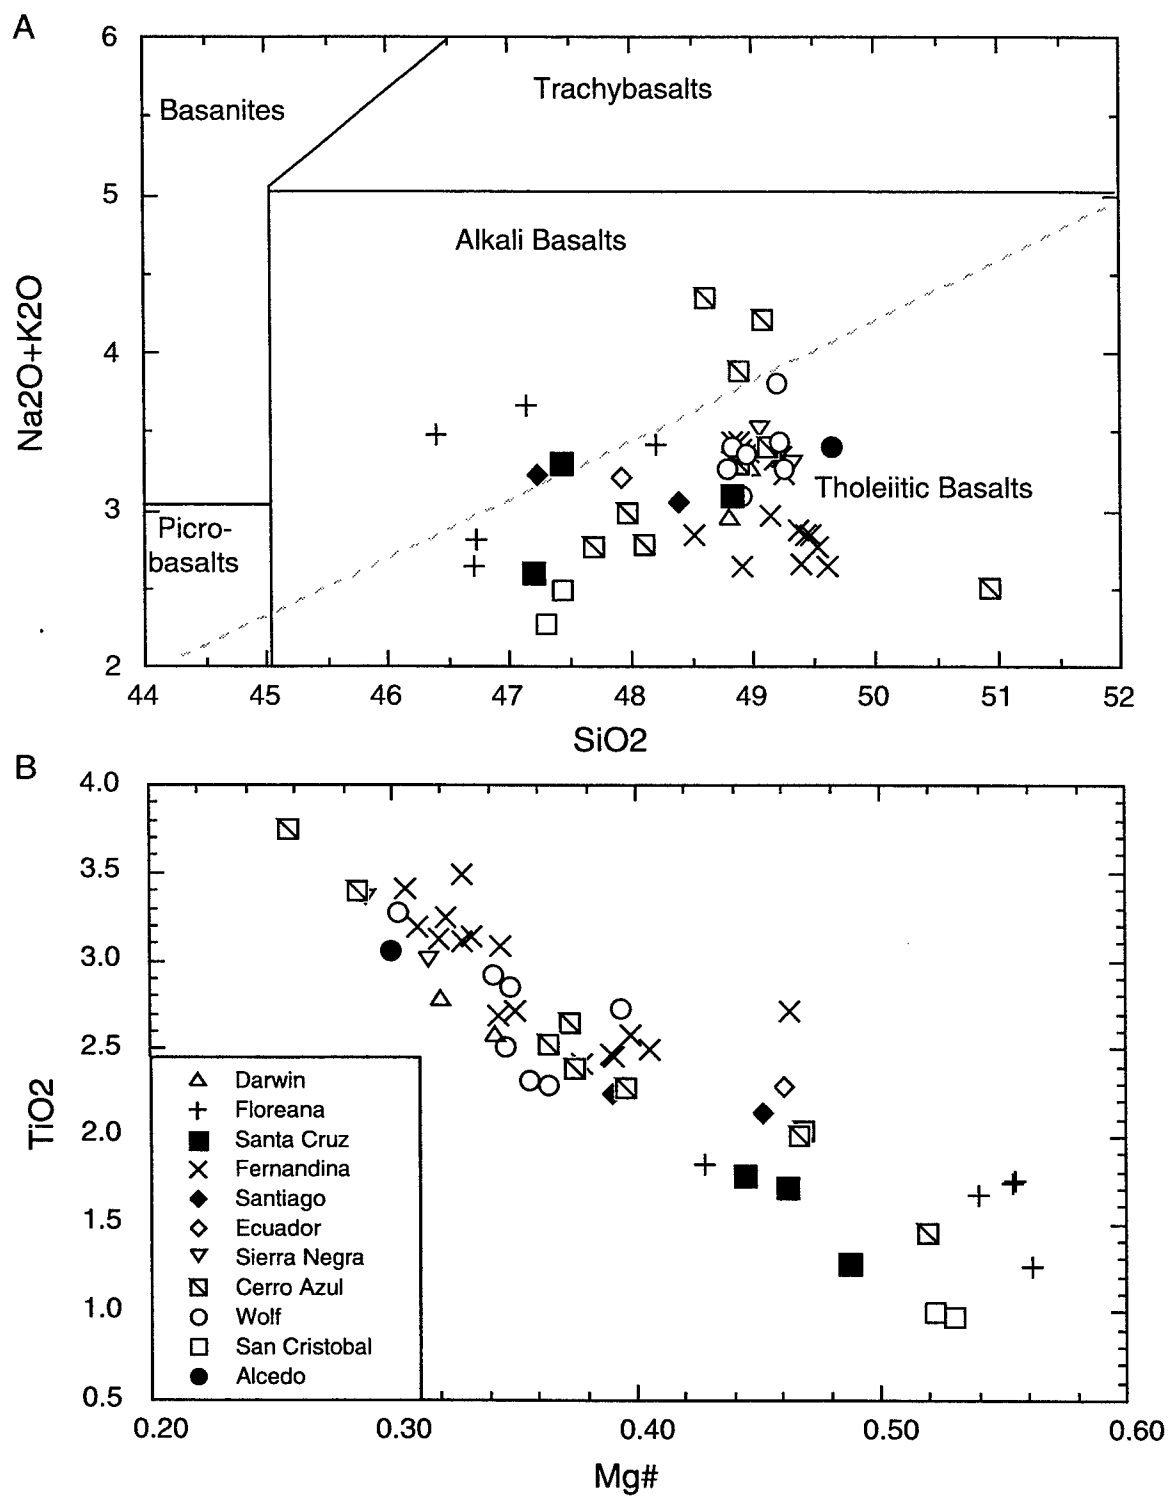 A
6
Trachybasalts
Basanites
5
Alkali Basalts
Na2O+K2O
4
Tholeiitic Basalts
3
Picro-
basalts
2
44 45 46 47 48 49 50 51 52
SiO2
B
4.0
3.5
3.0
2.5
TiO2
2.0
1.5
1.0
0.5
Darwin
Floreana
Santa Cruz
Fernandina
Santiago
Ecuador
Sierra Negra
Cerro Azul
Wolf
San Cristobal
Alcedo
0.20 0.30 0.40 0.50 0.60
Mg#